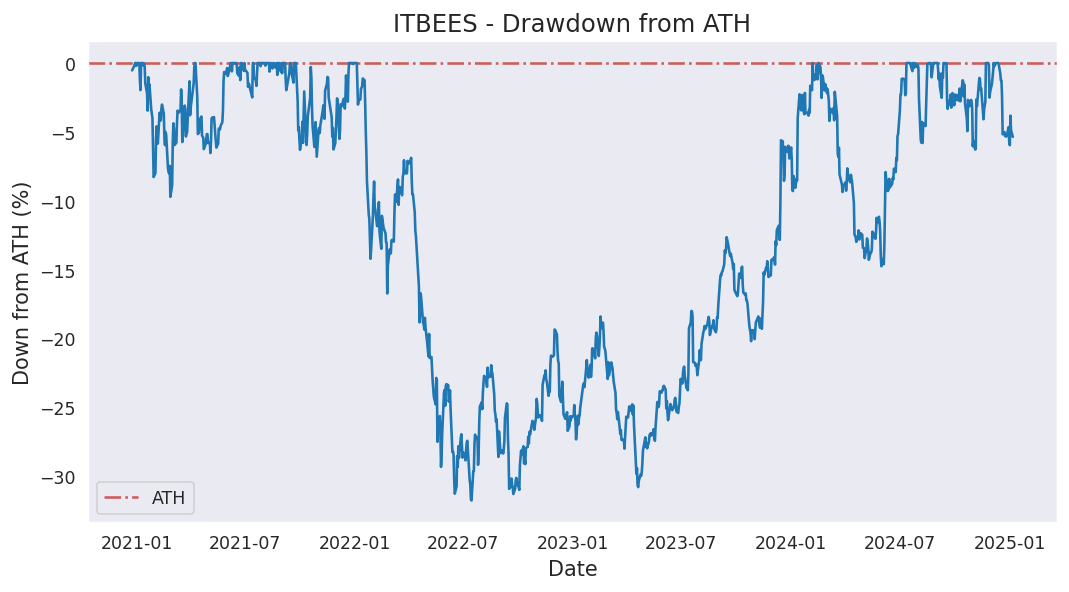 ITBEES - Drawdown from ATH
0
−5
−10
−15
−20
−25
−30
Down from ATH (%)
ATH
2021-01 2021-07 2022-01 2022-07 2023-01 2023-07 2024-01 2024-07 2025-01
Date